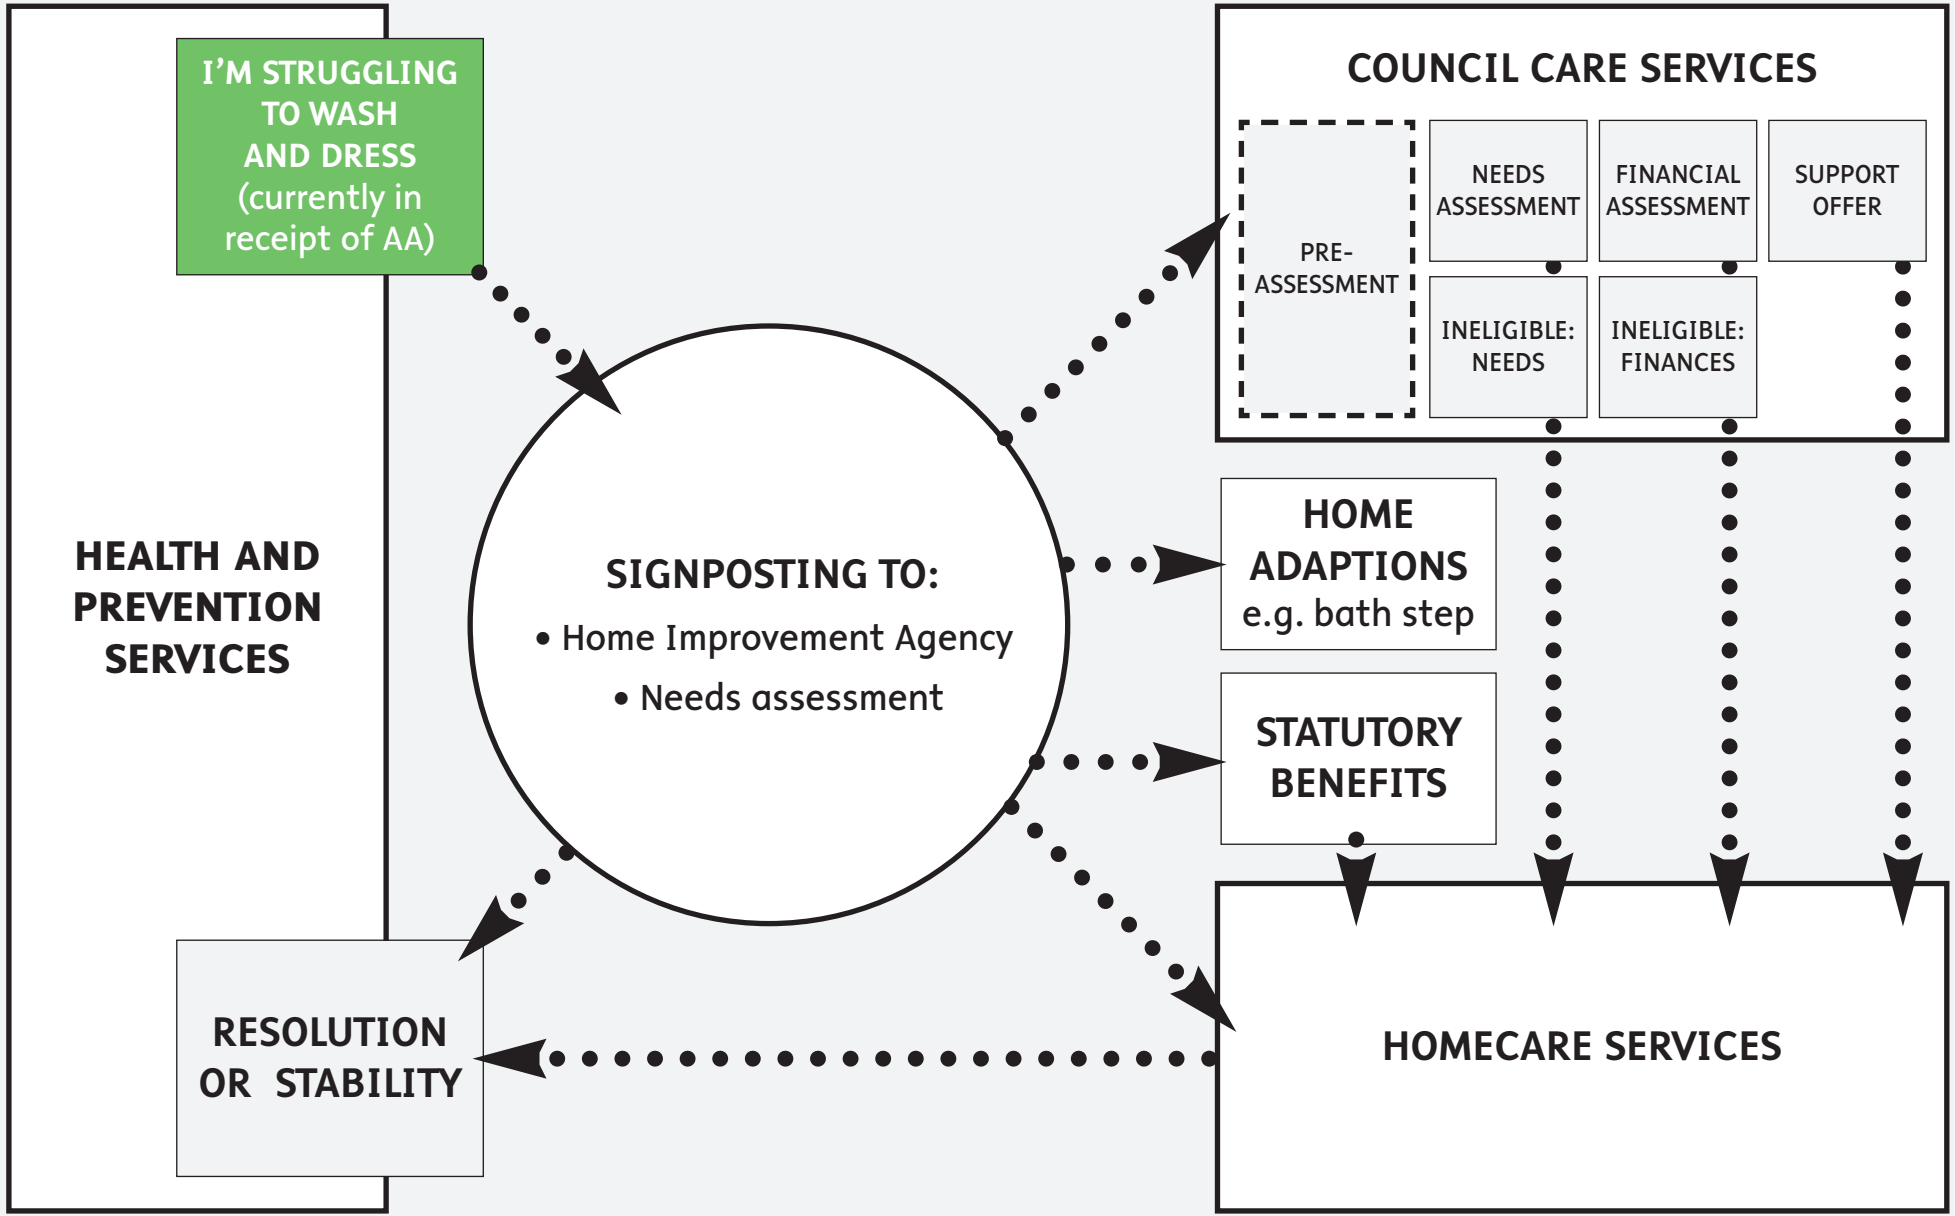 I’M STRUGGLING
TO WASH
AND DRESS
(currently in
receipt of AA)
HEALTH AND
PREVENTION
SERVICES
RESOLUTION
OR STABILITY
SIGNPOSTING TO:
• Home Improvement Agency
• Needs assessment
COUNCIL CARE SERVICES
PRE-
ASSESSMENT
NEEDS
ASSESSMENT
FINANCIAL
ASSESSMENT
SUPPORT
OFFER
INELIGIBLE:
NEEDS
INELIGIBLE:
FINANCES
HOME
ADAPTIONS
e.g. bath step
STATUTORY
BENEFITS
HOMECARE SERVICES